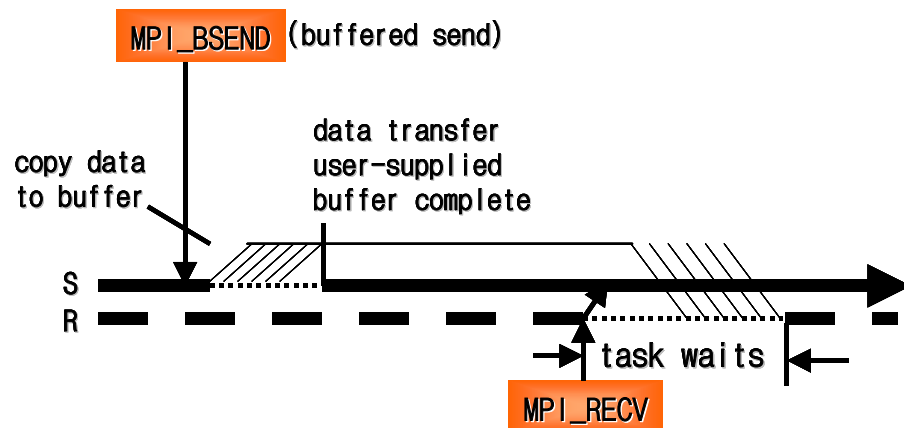 MPI_BSEND (buffered send)
data transfer
user-supplied
buffer complete
copy data
to buffer
S
R
task waits
MPI_RECV